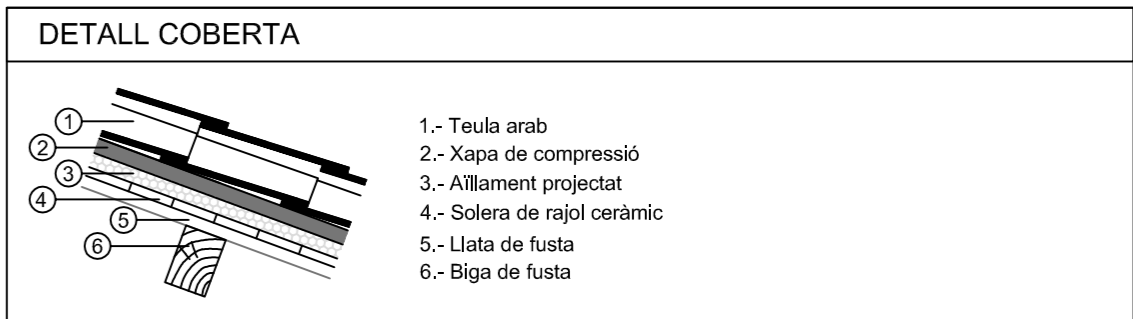 DETALL COBERTA
1
2
3
4
5
6
1.- Teula arab
2.- Xapa de compressió
3.- Aïllament projectat
4.- Solera de rajol ceràmic
5.- Llata de fusta
6.- Biga de fusta